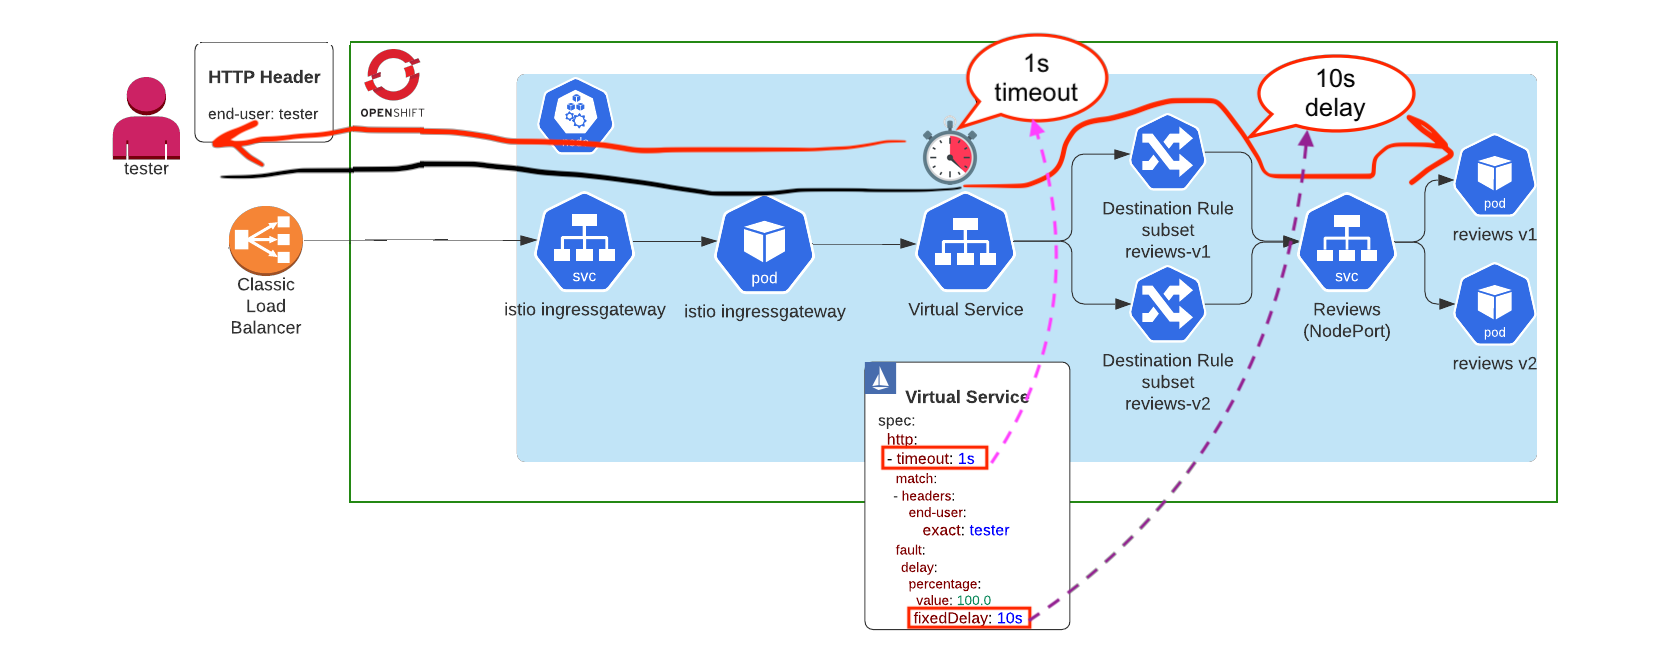 HTTP Header
end-user: tester
tester
OPENSHIFT
node
1s
timeout
10s
delay
Classic
Load
Balancer
svc
istio ingressgateway
pod
istio ingressgateway
Virtual Service
Destination Rule
subset
reviews-v1
Destination Rule
subset
reviews-v2
svc
Reviews
(NodePort)
pod
reviews v1
pod
reviews v2
Virtual Service
spec:
http:
- timeout: 1s
match:
- headers:
end-user:
exact: tester
fault:
delay:
percentage:
value: 100.0
fixedDelay: 10s